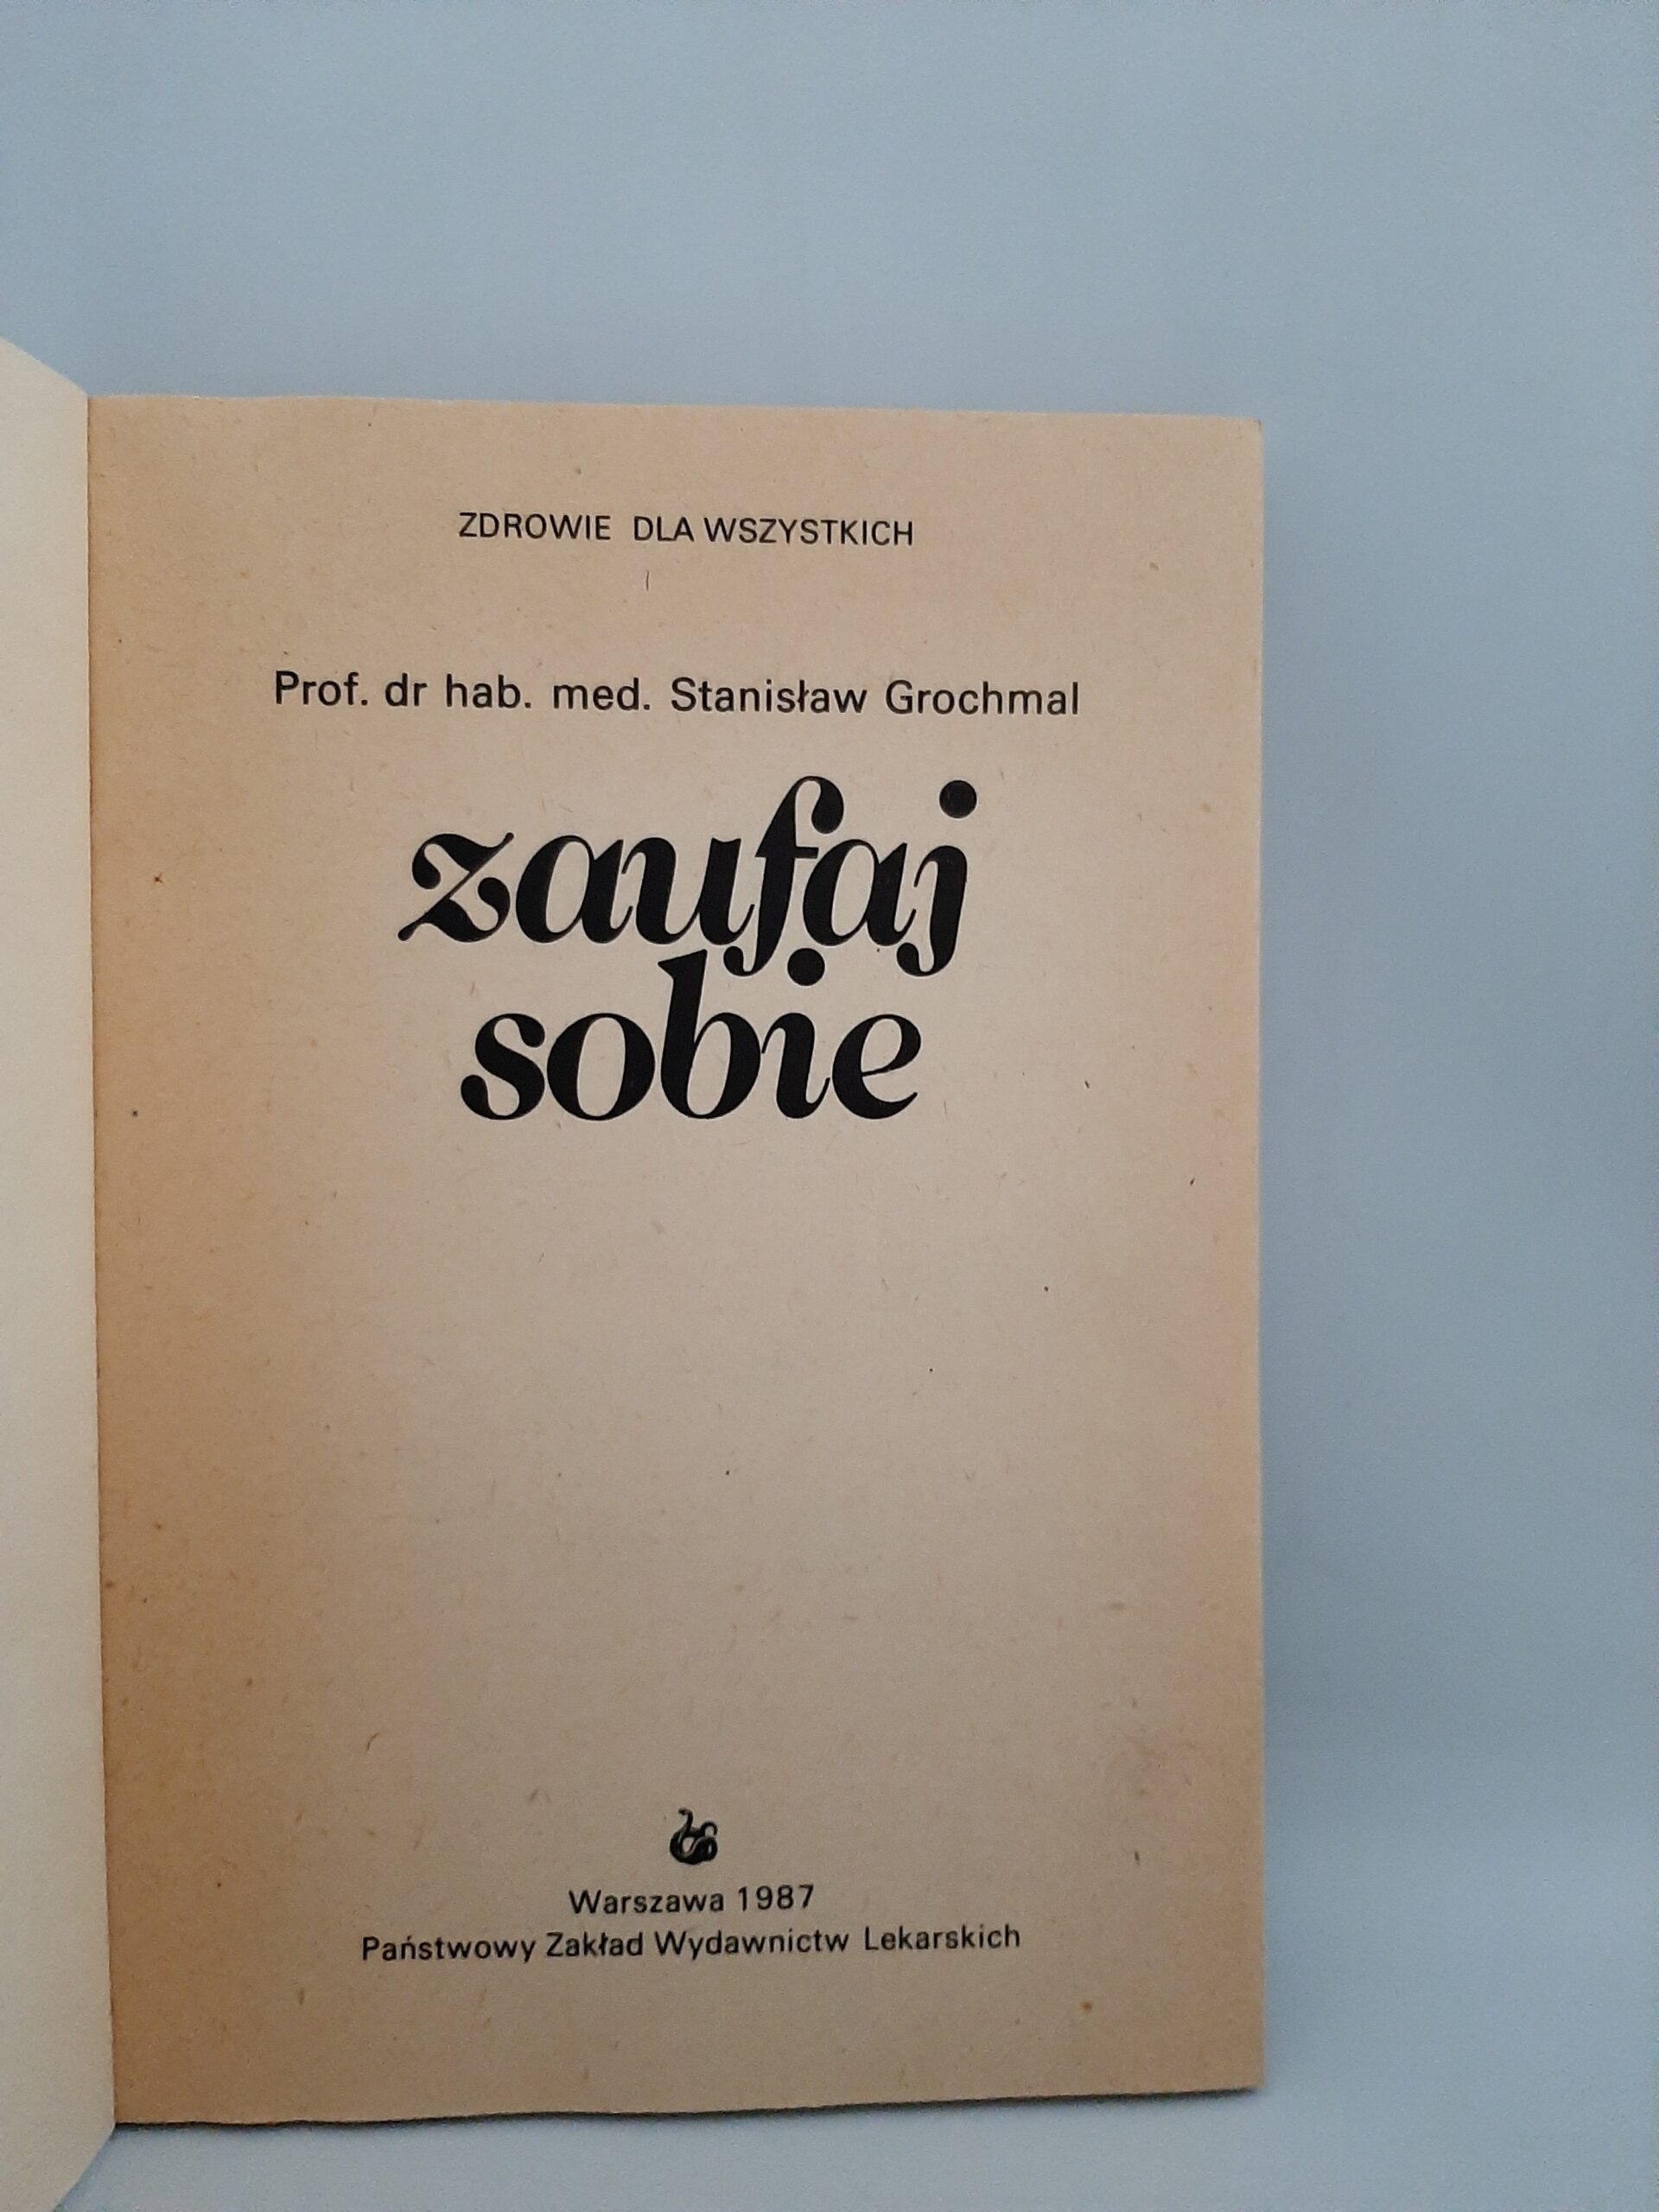 ZDROWIE DLA WSZYSTKICH
Prof. dr hab. med. Stanisław Grochmal
zaufaj
sobie
Warszawa 1987
Państwowy Zakład Wydawnictw Lekarskich